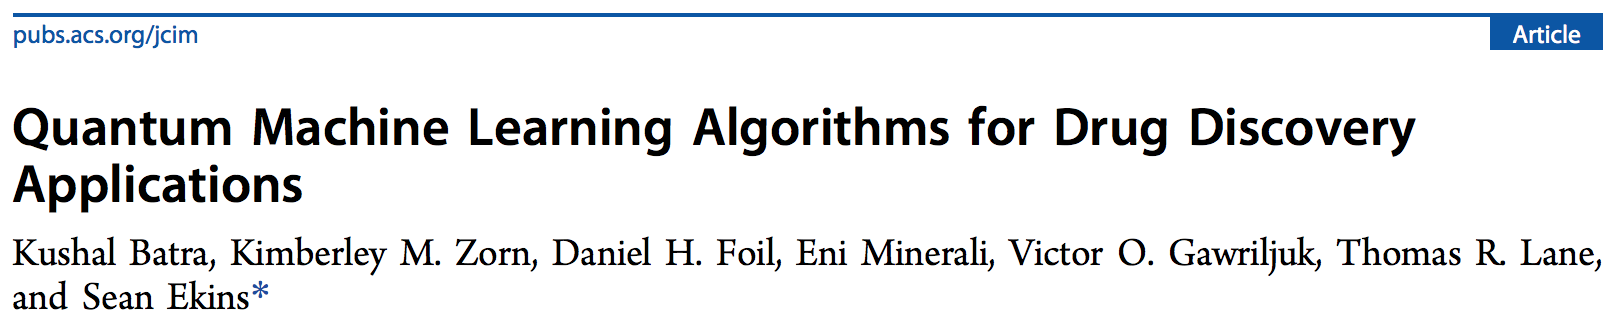 pubs.acs.org/jcim
Article
Quantum Machine Learning Algorithms for Drug Discovery
Applications
Kushal Batra, Kimberley M. Zorn, Daniel H. Foil, Eni Minerali, Victor O. Gawriljuk, Thomas R. Lane,
and Sean Ekins*